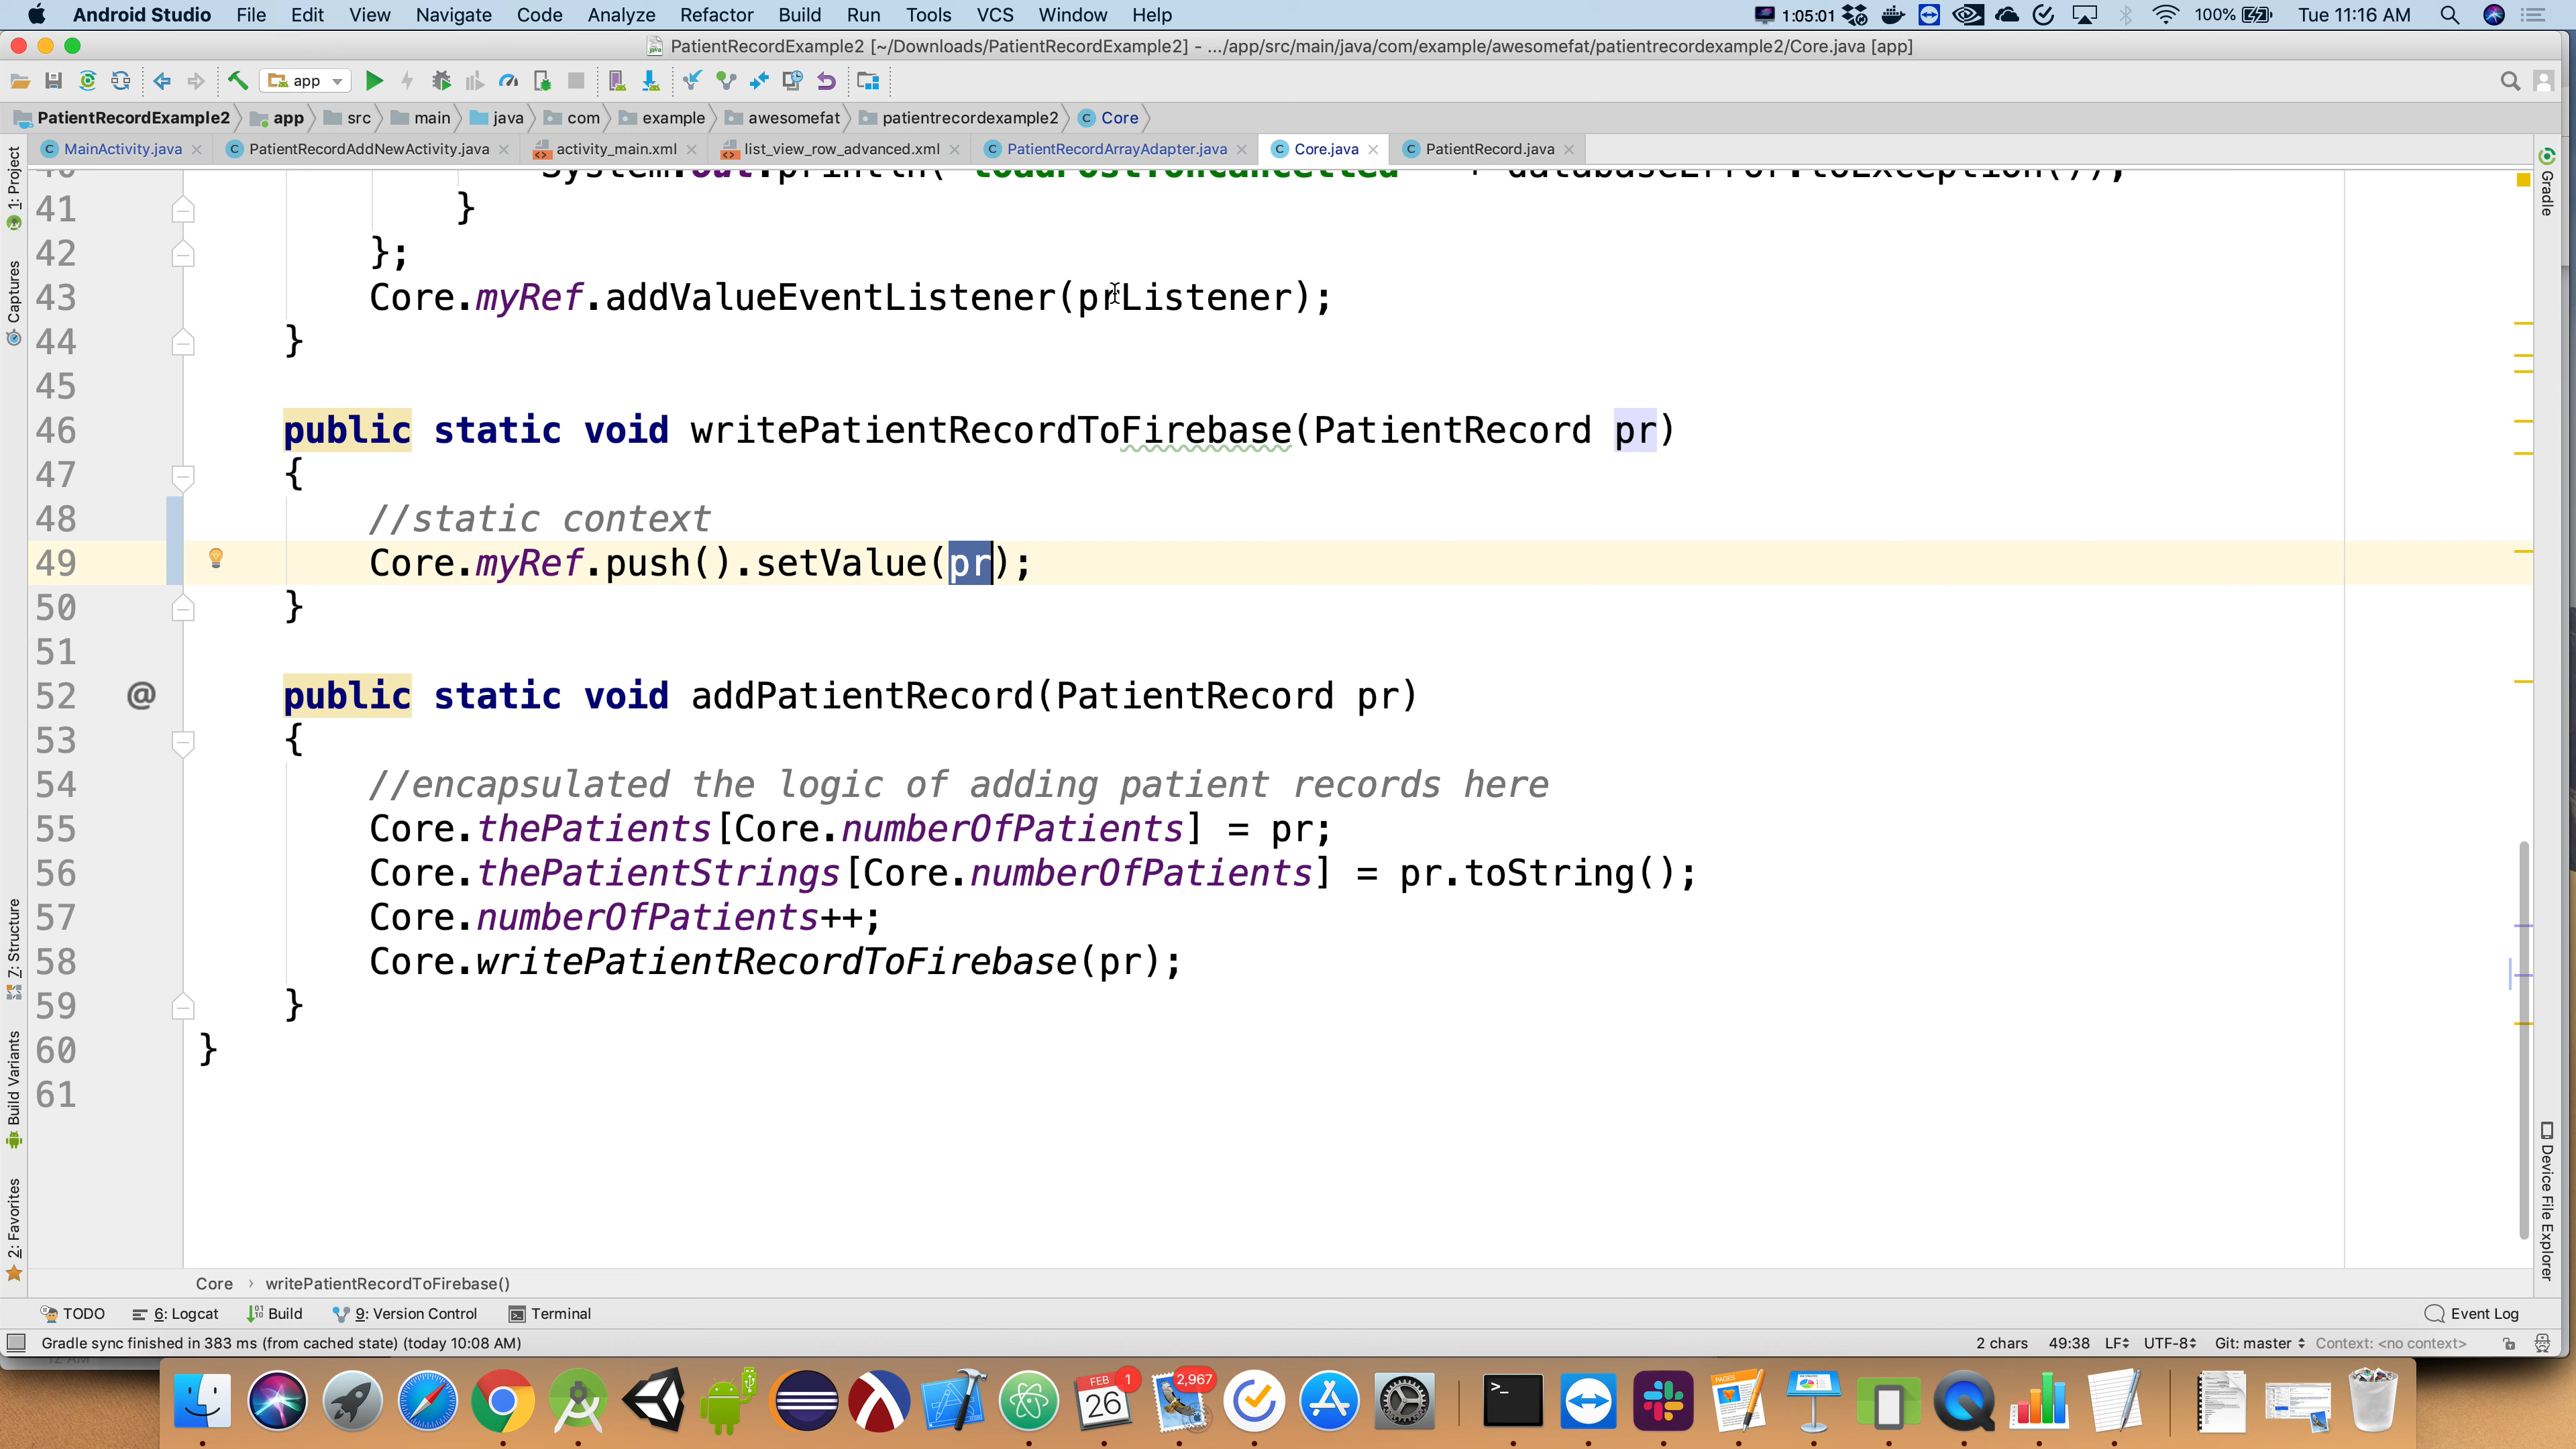 Android Studio File Edit View Navigate Code Analyze Refactor Build Run Tools VCS Window Help 1:05:01 100% Tue 11:16 AM
PatientRecordExample2 [~/Downloads/PatientRecordExample2] - .../app/src/main/java/com/example/awesomefat/patientrecordexample2/Core.java [app]
app
PatientRecordExample2 app src main java com example awesomefat patientrecordexample2 Core
MainActivity.java PatientRecordAddNewActivity.java activity_main.xml list_view_row_advanced.xml PatientRecordArrayAdapter.java Core.java PatientRecord.java
1: Project
Captures
7: Structure
Build Variants
2: Favorites
Gradle
Device File Explorer
41 }
42 };
43 Core.myRef.addValueEventListener(prListener);
44 }
45
46 public static void writePatientRecordToFirebase(PatientRecord pr)
47 {
48 //static context
49 Core.myRef.push().setValue(pr);
50 }
51
52 @ public static void addPatientRecord(PatientRecord pr)
53 {
54 //encapsulated the logic of adding patient records here
55 Core.thePatients[Core.numberOfPatients] = pr;
56 Core.thePatientStrings[Core.numberOfPatients] = pr.toString();
57 Core.numberOfPatients++;
58 Core.writePatientRecordToFirebase(pr);
59 }
60 }
61
Core › writePatientRecordToFirebase()
TODO 6: Logcat Build 9: Version Control Terminal Event Log
Gradle sync finished in 383 ms (from cached state) (today 10:08 AM) 2 chars 49:38 LF UTF-8 Git: master Context: <no context>
FEB 26 1 2,967
PAGES